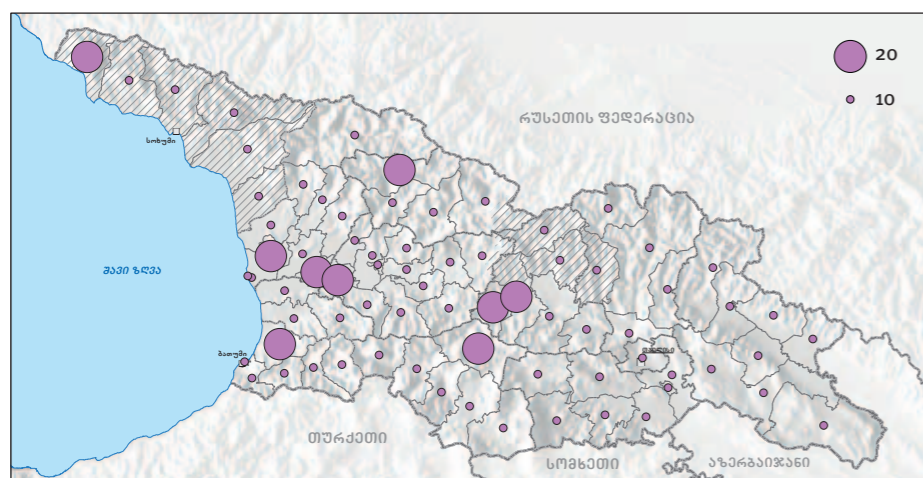 20
10
რუსეთის ფედერაცია
სოხუმი
შავი ზღვა
ბათუმი
თბილისი
თურქეთი
სომხეთი
აზერბაიჯანი